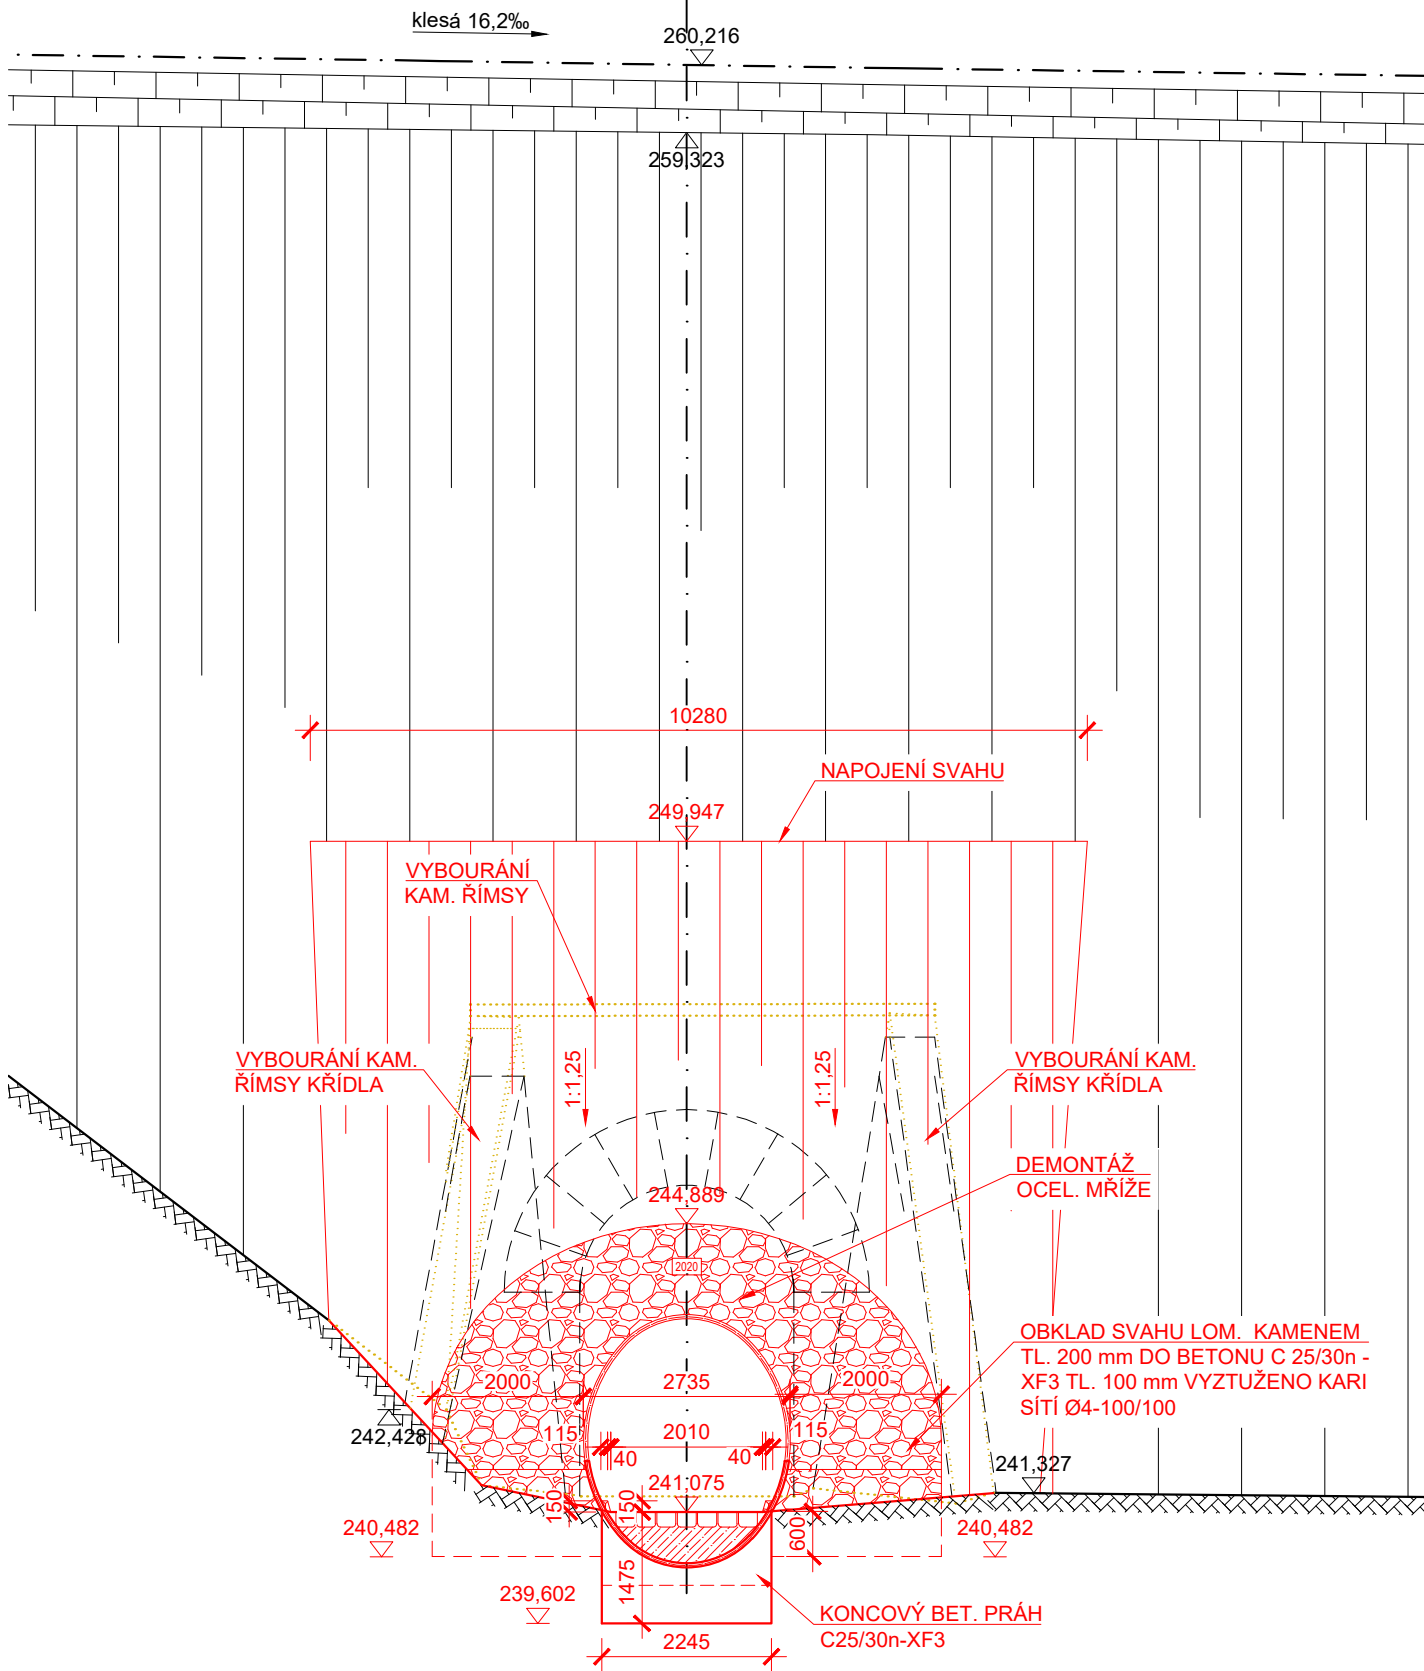 klesá 16,2‰
260,216
259,323
10280
NAPOJENÍ SVAHU
249,947
VYBOURÁNÍ
KAM. ŘÍMSY
VYBOURÁNÍ KAM.
ŘÍMSY KŘÍDLA
1:1,25
1:1,25
VYBOURÁNÍ KAM.
ŘÍMSY KŘÍDLA
DEMONTÁŽ
OCEL. MŘÍŽE
244,889
2020
OBKLAD SVAHU LOM. KAMENEM
TL. 200 mm DO BETONU C 25/30n -
XF3 TL. 100 mm VYZTUŽENO KARI
SÍTÍ Ø4-100/100
2000
2735
2000
242,428
115
2010
115
40
40
241,075
241,327
150
150
600
240,482
240,482
1475
239,602
KONCOVÝ BET. PRÁH
C25/30n-XF3
2245